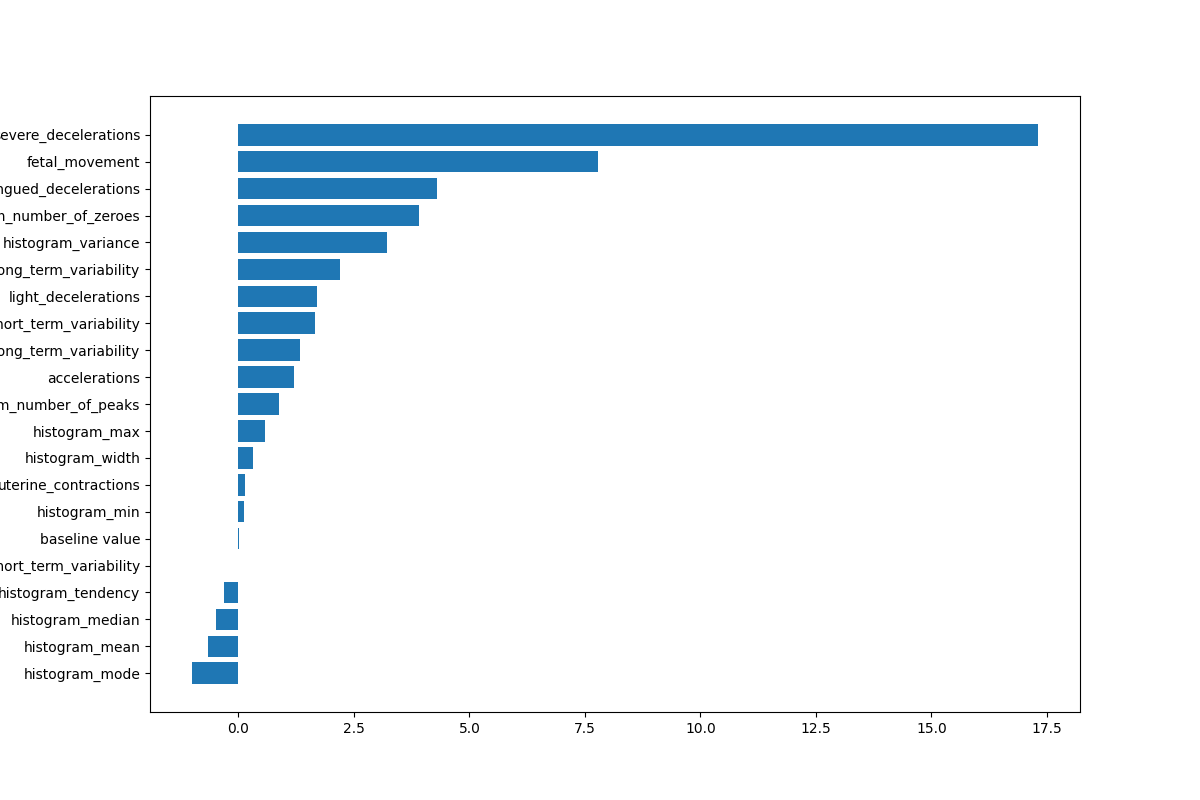 evere_decelerations
fetal_movement
ngued_decelerations
n_number_of_zeroes
histogram_variance
ong_term_variability
light_decelerations
hort_term_variability
ong_term_variability
accelerations
m_number_of_peaks
histogram_max
histogram_width
uterine_contractions
histogram_min
baseline value
hort_term_variability
histogram_tendency
histogram_median
histogram_mean
histogram_mode
0.0 2.5 5.0 7.5 10.0 12.5 15.0 17.5